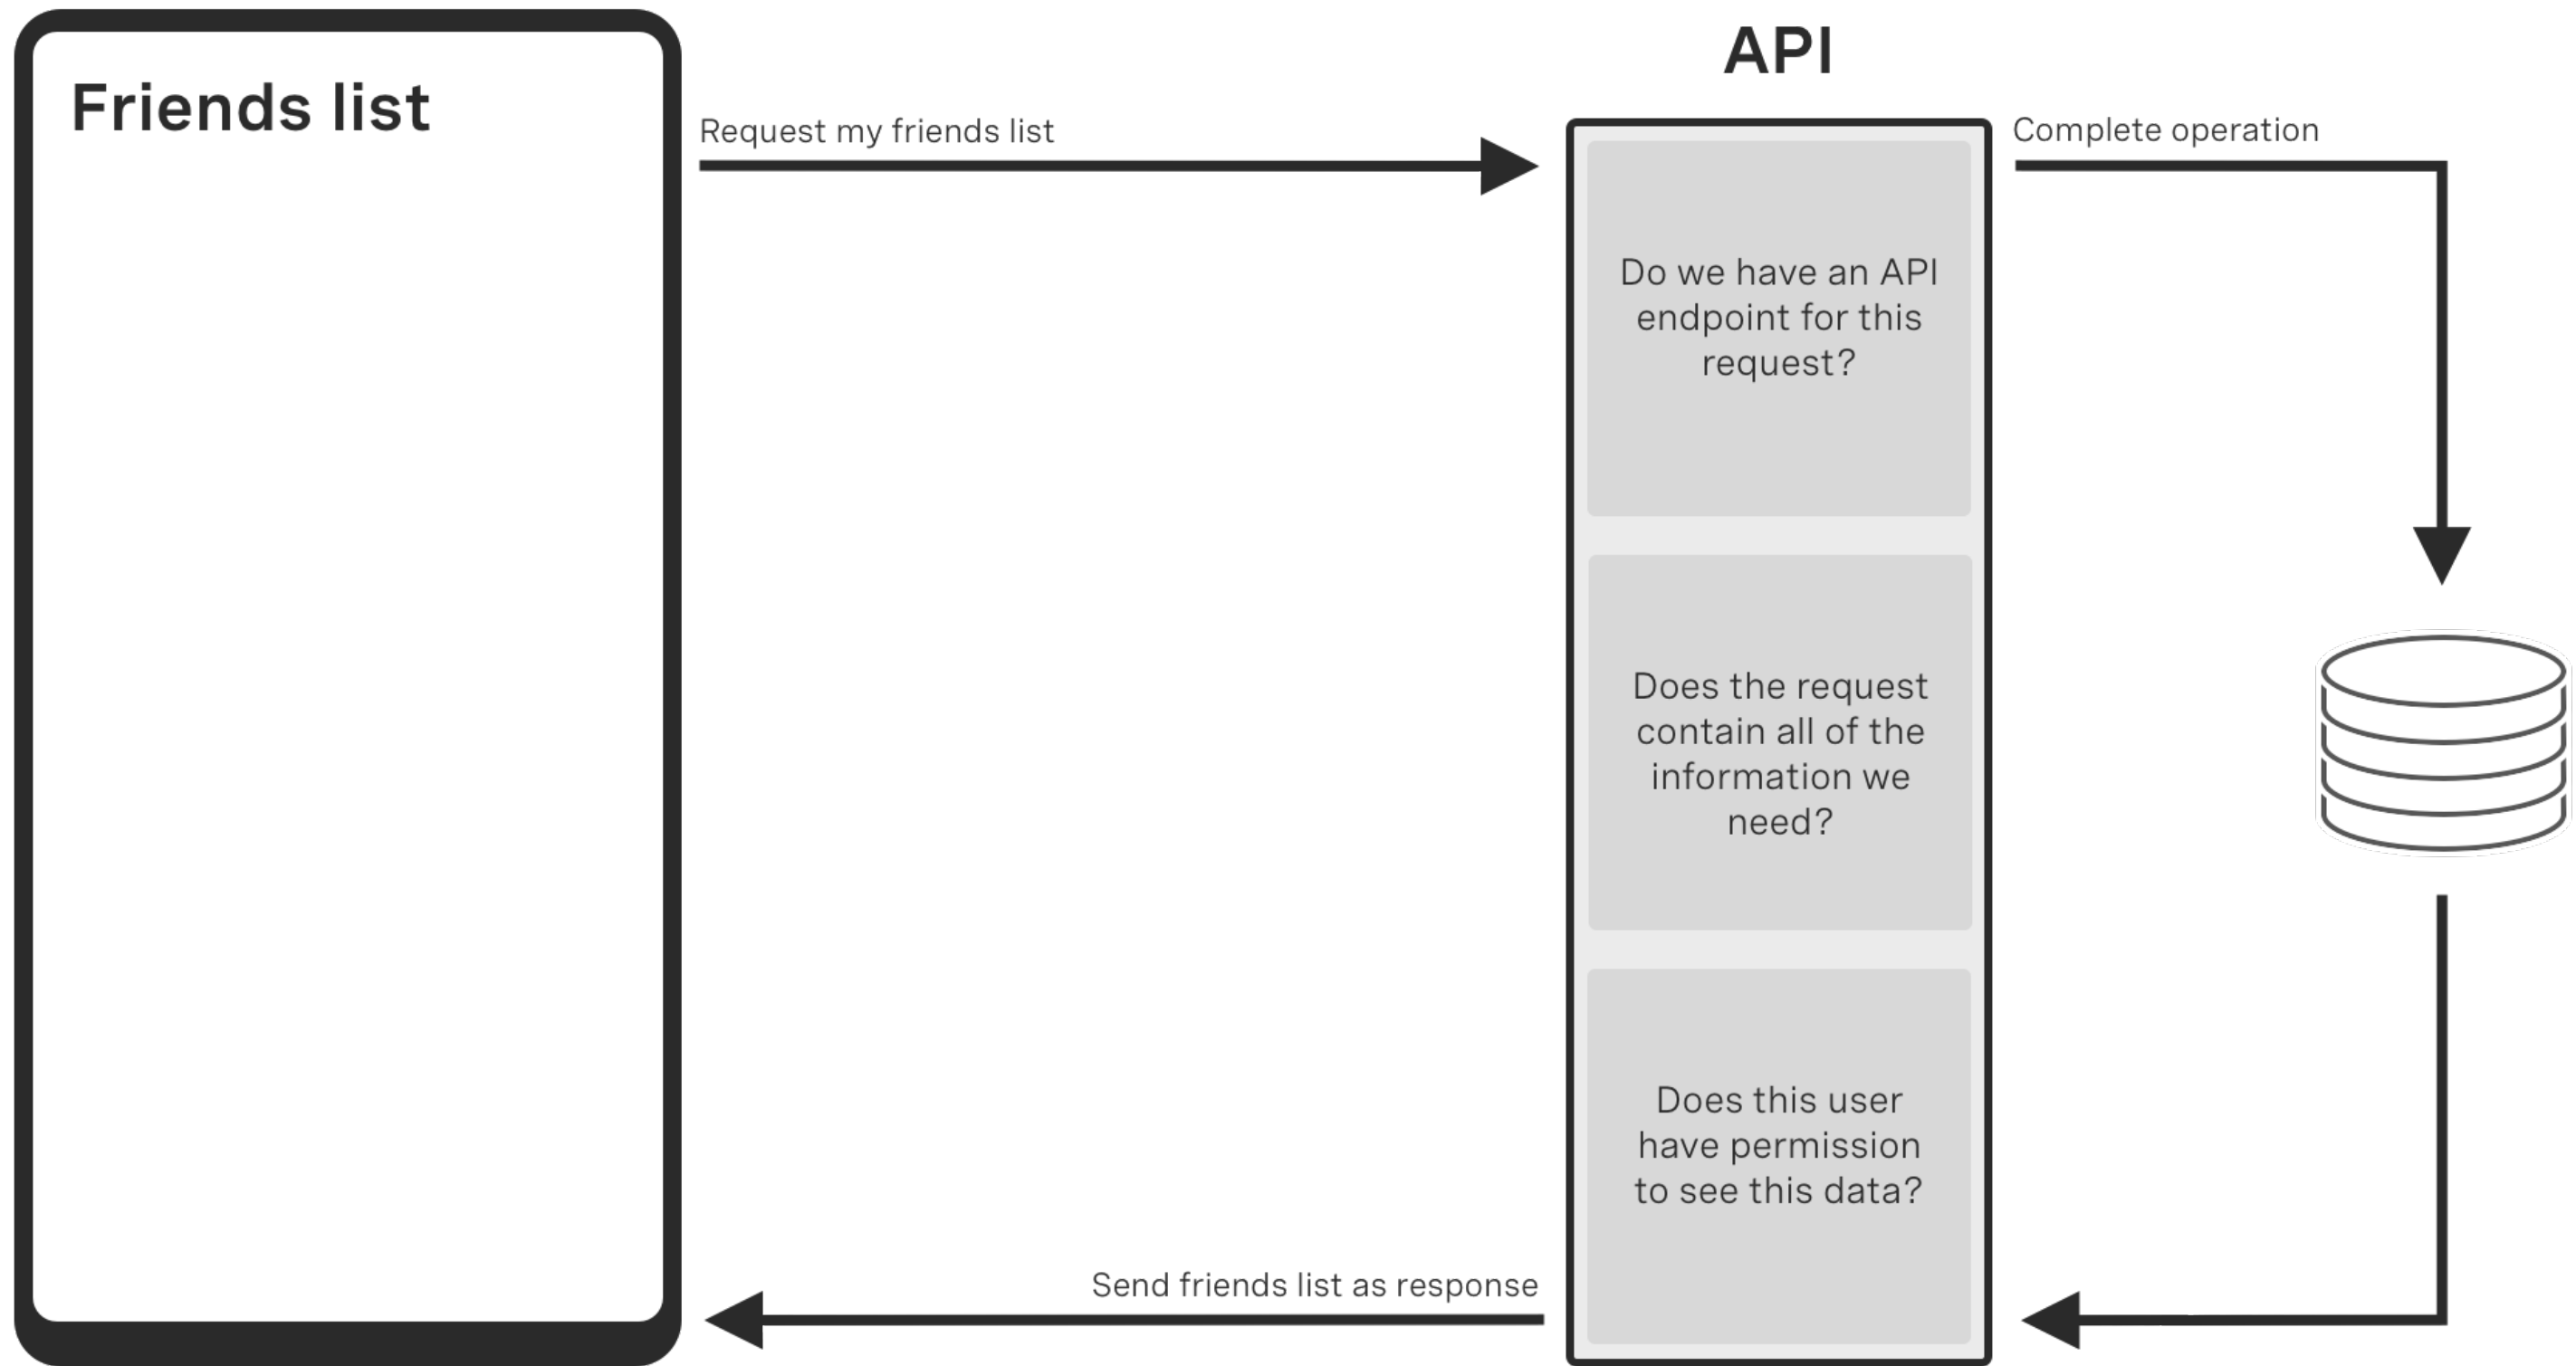 Friends list
Request my friends list
API
Do we have an API
endpoint for this
request?
Does the request
contain all of the
information we
need?
Does this user
have permission
to see this data?
Complete operation
Send friends list as response